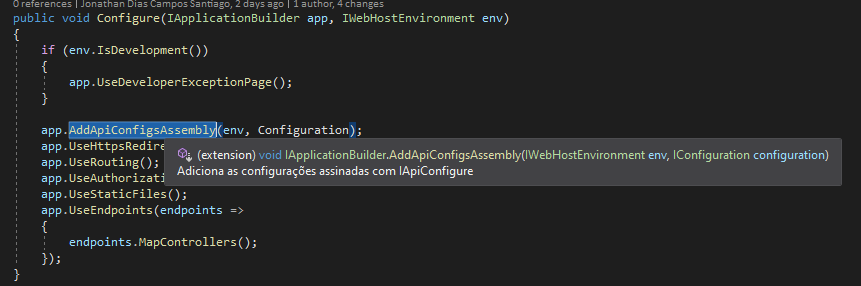 0 references | Jonathan Dias Campos Santiago, 2 days ago | 1 author, 4 changes
public void Configure(IApplicationBuilder app, IWebHostEnvironment env)
{
if (env.IsDevelopment())
{
app.UseDeveloperExceptionPage();
}
app.AddApiConfigsAssembly(env, Configuration);
app.UseHttpsRedire
(extension) void IApplicationBuilder.AddApiConfigsAssembly(IWebHostEnvironment env, IConfiguration configuration)
Adiciona as configurações assinadas com IApiConfigure
app.UseRouting();
app.UseAuthorizati
app.UseStaticFiles();
app.UseEndpoints(endpoints =>
{
endpoints.MapControllers();
});
}